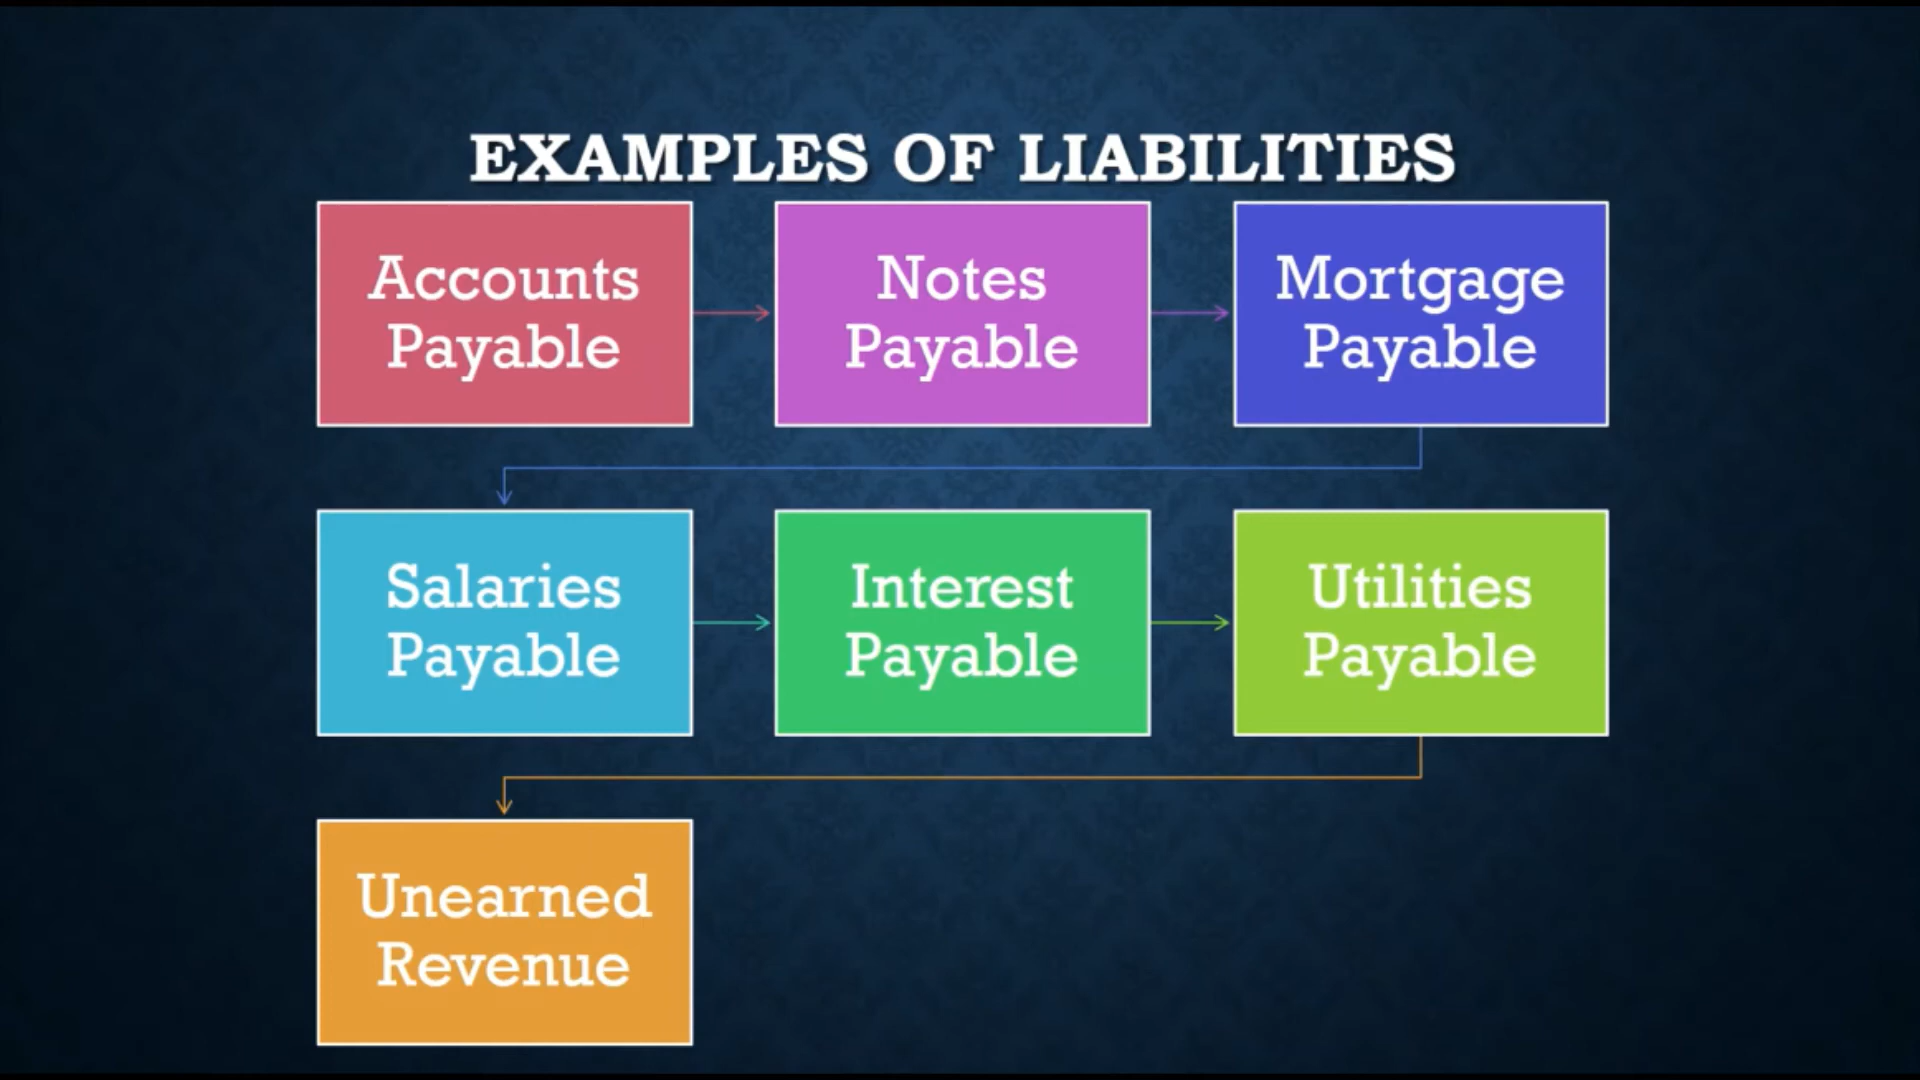 EXAMPLES OF LIABILITIES
Accounts
Payable
Notes
Payable
Mortgage
Payable
Salaries
Payable
Interest
Payable
Utilities
Payable
Unearned
Revenue